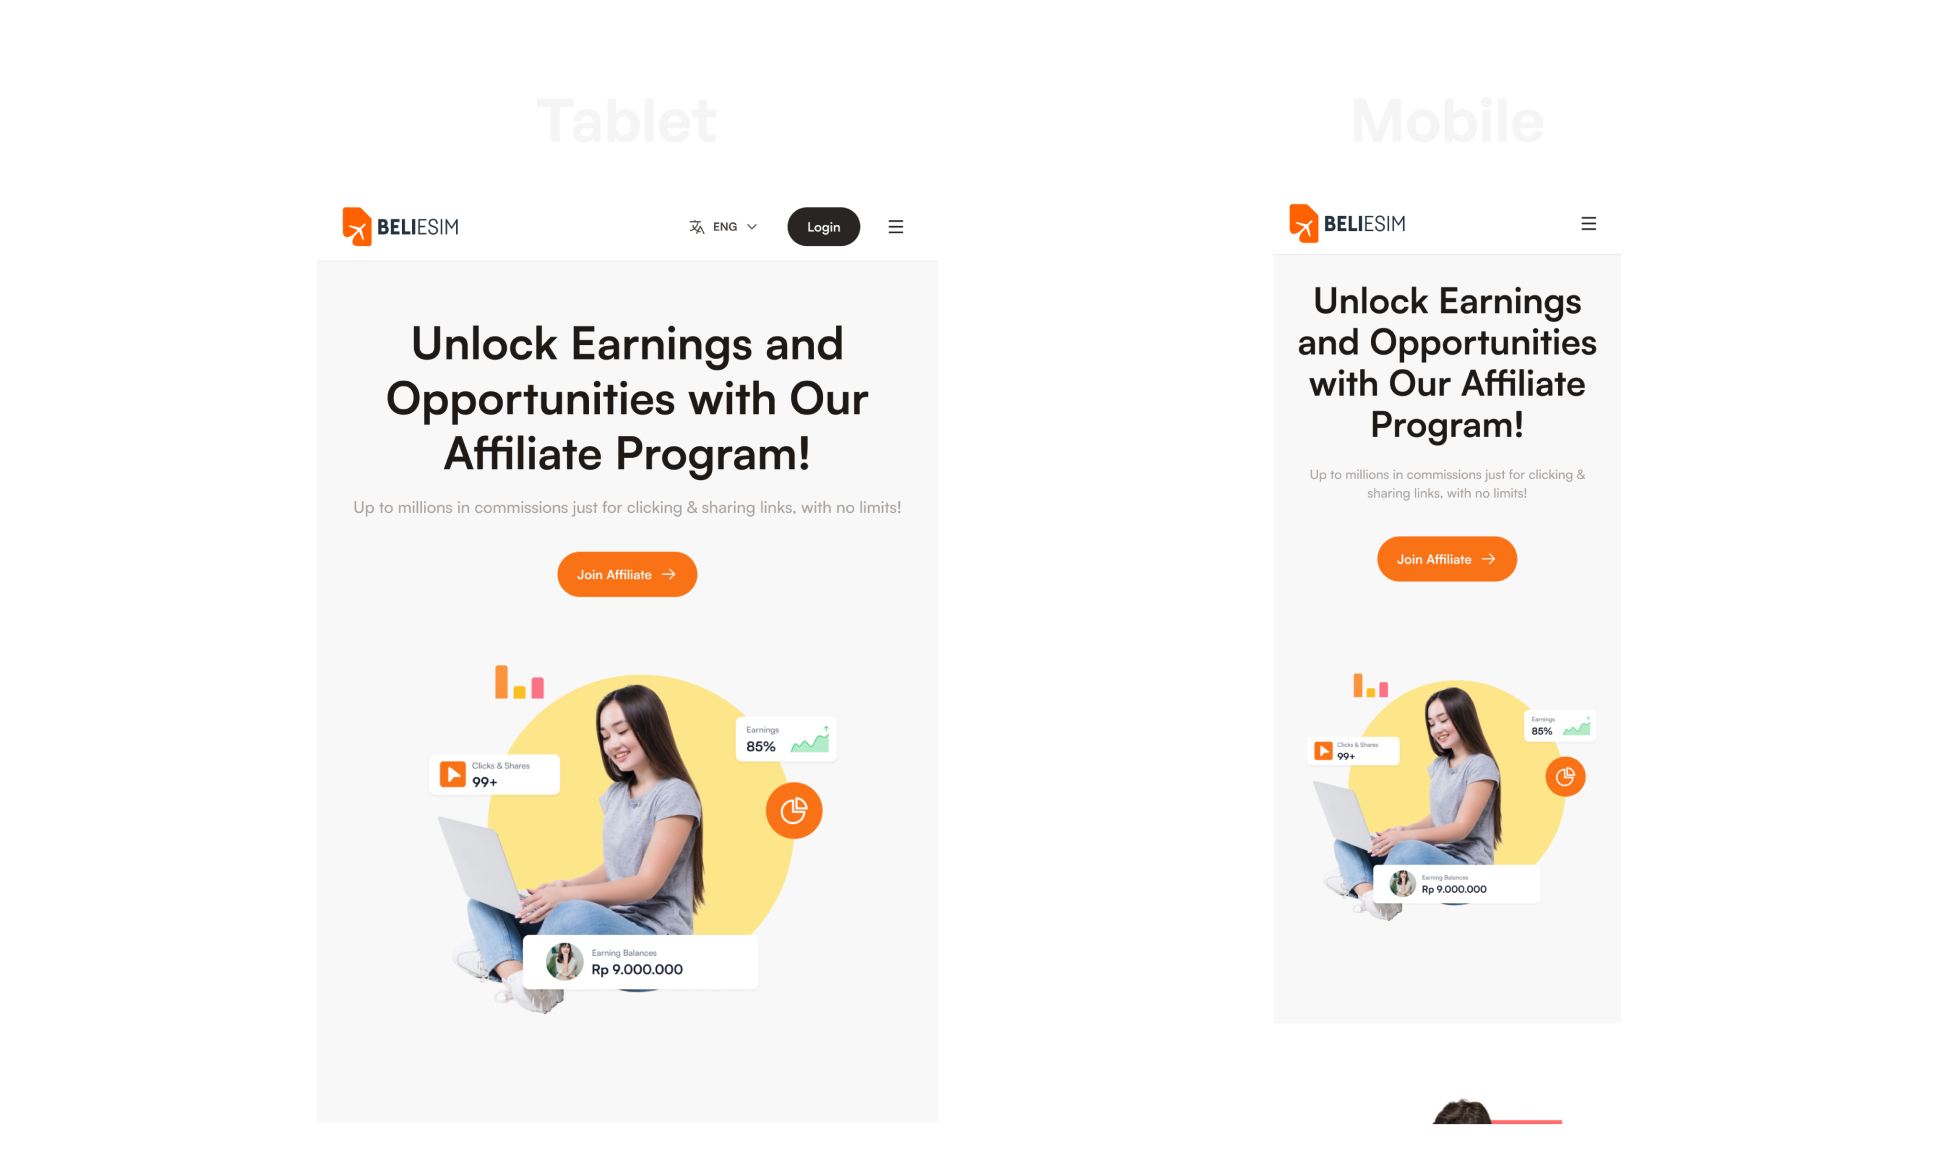 Tablet
BELIESIM
ENG
Login
Unlock Earnings and
Opportunities with Our
Affiliate Program!
Up to millions in commissions just for clicking & sharing links, with no limits!
Join Affiliate
Earnings
85%
Clicks & Shares
99+
Earning Balances
Rp 9.000.000
Mobile
BELIESIM
Unlock Earnings
and Opportunities
with Our Affiliate
Program!
Up to millions in commissions just for clicking &
sharing links, with no limits!
Join Affiliate
Earnings
85%
Clicks & Shares
99+
Earning Balances
Rp 9.000.000